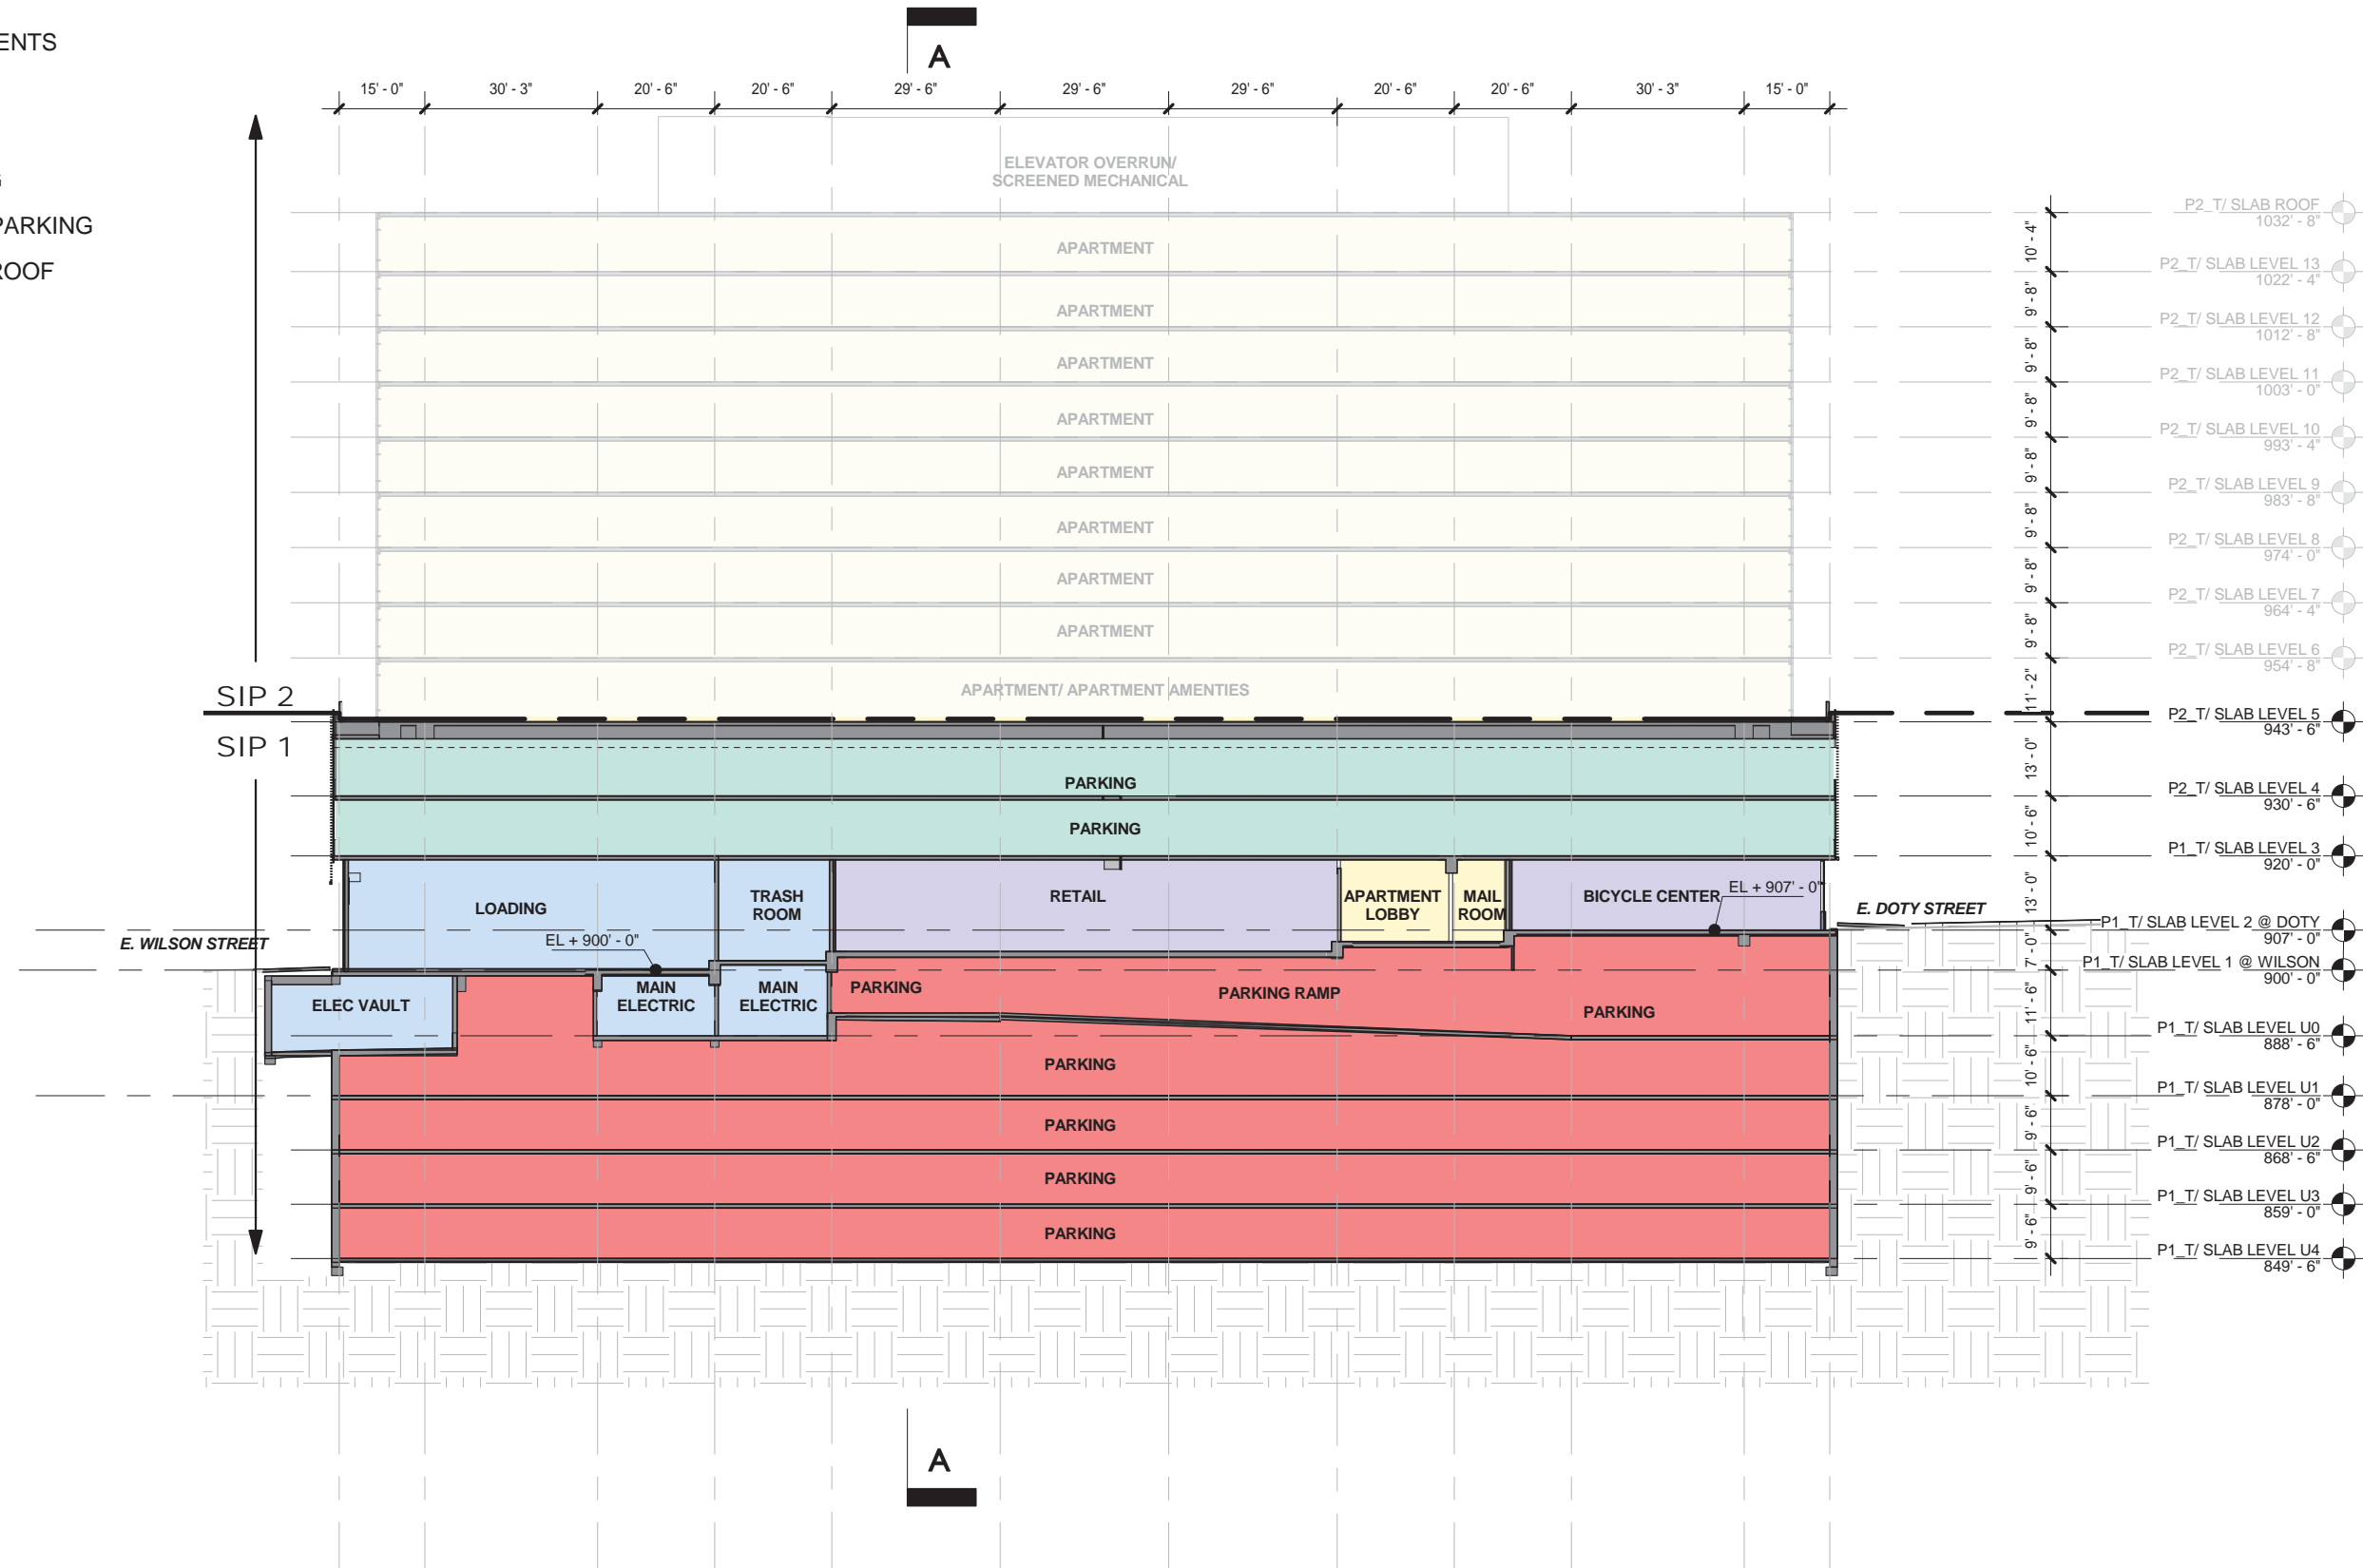 ENTS
PARKING
ROOF
A
15' - 0"
30' - 3"
20' - 6"
20' - 6"
29' - 6"
29' - 6"
29' - 6"
20' - 6"
20' - 6"
30' - 3"
15' - 0"
ELEVATOR OVERRUN/
SCREENED MECHANICAL
APARTMENT
APARTMENT
APARTMENT
APARTMENT
APARTMENT
APARTMENT
APARTMENT
APARTMENT
APARTMENT/ APARTMENT AMENTIES
SIP 2
SIP 1
PARKING
PARKING
LOADING
TRASH
ROOM
RETAIL
APARTMENT
LOBBY
MAIL
ROOM
BICYCLE CENTER
EL + 907' - 0"
E. DOTY STREET
E. WILSON STREET
EL + 900' - 0"
ELEC VAULT
MAIN
ELECTRIC
MAIN
ELECTRIC
PARKING
PARKING RAMP
PARKING
PARKING
PARKING
PARKING
PARKING
10' - 4"
9' - 8"
9' - 8"
9' - 8"
9' - 8"
9' - 8"
9' - 8"
9' - 8"
11' - 2"
13' - 0"
10' - 6"
13' - 0"
7' - 0"
11' - 6"
10' - 6"
9' - 6"
9' - 6"
9' - 6"
P2_T/ SLAB ROOF
1032' - 8"
P2_T/ SLAB LEVEL 13
1022' - 4"
P2_T/ SLAB LEVEL 12
1012' - 8"
P2_T/ SLAB LEVEL 11
1003' - 0"
P2_T/ SLAB LEVEL 10
993' - 4"
P2_T/ SLAB LEVEL 9
983' - 8"
P2_T/ SLAB LEVEL 8
974' - 0"
P2_T/ SLAB LEVEL 7
964' - 4"
P2_T/ SLAB LEVEL 6
954' - 8"
P2_T/ SLAB LEVEL 5
943' - 6"
P2_T/ SLAB LEVEL 4
930' - 6"
P1_T/ SLAB LEVEL 3
920' - 0"
P1_T/ SLAB LEVEL 2 @ DOTY
907' - 0"
P1_T/ SLAB LEVEL 1 @ WILSON
900' - 0"
P1_T/ SLAB LEVEL U0
888' - 6"
P1_T/ SLAB LEVEL U1
878' - 0"
P1_T/ SLAB LEVEL U2
868' - 6"
P1_T/ SLAB LEVEL U3
859' - 0"
P1_T/ SLAB LEVEL U4
849' - 6"
A